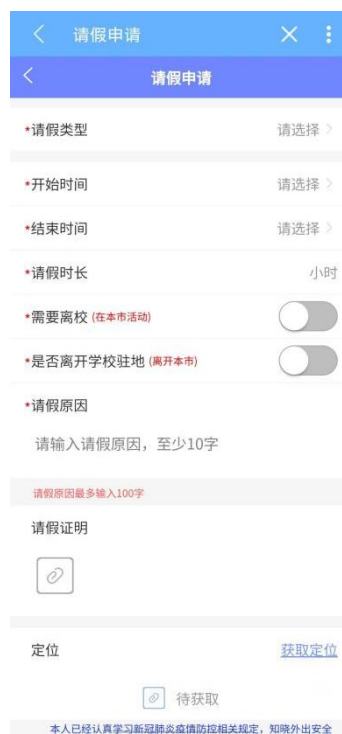 请假申请
请假申请
*请假类型 请选择
*开始时间 请选择
*结束时间 请选择
*请假时长 小时
*需要离校 (在本市活动)
*是否离开学校驻地 (离开本市)
*请假原因
请输入请假原因，至少10字
请假原因最多输入100字
请假证明
定位 获取定位
待获取
本人已经认真学习新冠肺炎疫情防控相关规定，知晓外出安全